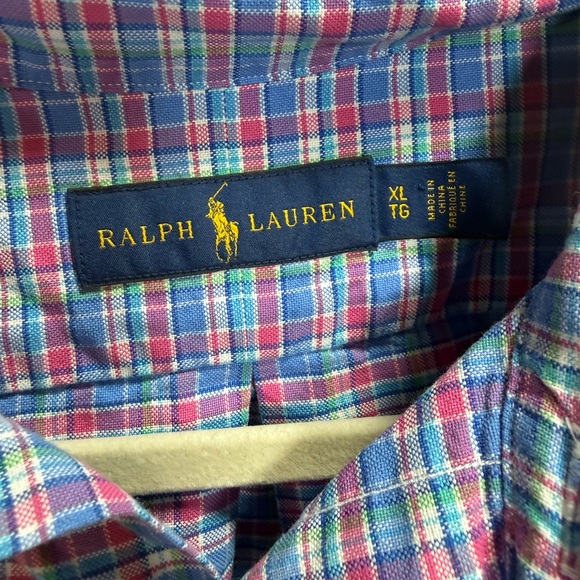 RALPH LAUREN
XL
TG
MADE IN
CHINA
FABRIQUÉ EN
CHINE